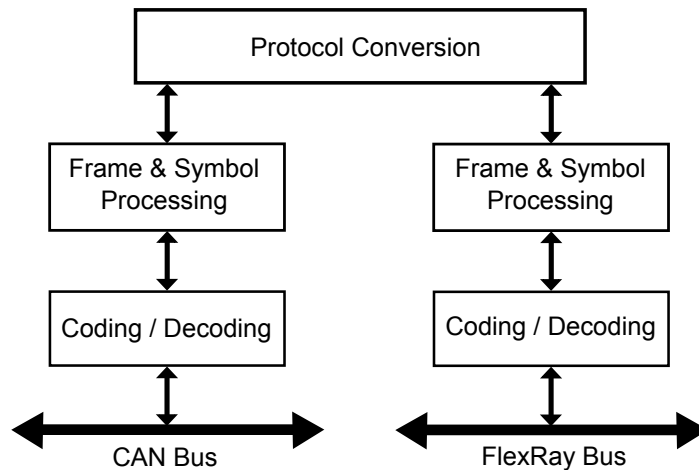 Protocol Conversion
Frame & Symbol
Processing
Frame & Symbol
Processing
Coding / Decoding
Coding / Decoding
CAN Bus
FlexRay Bus